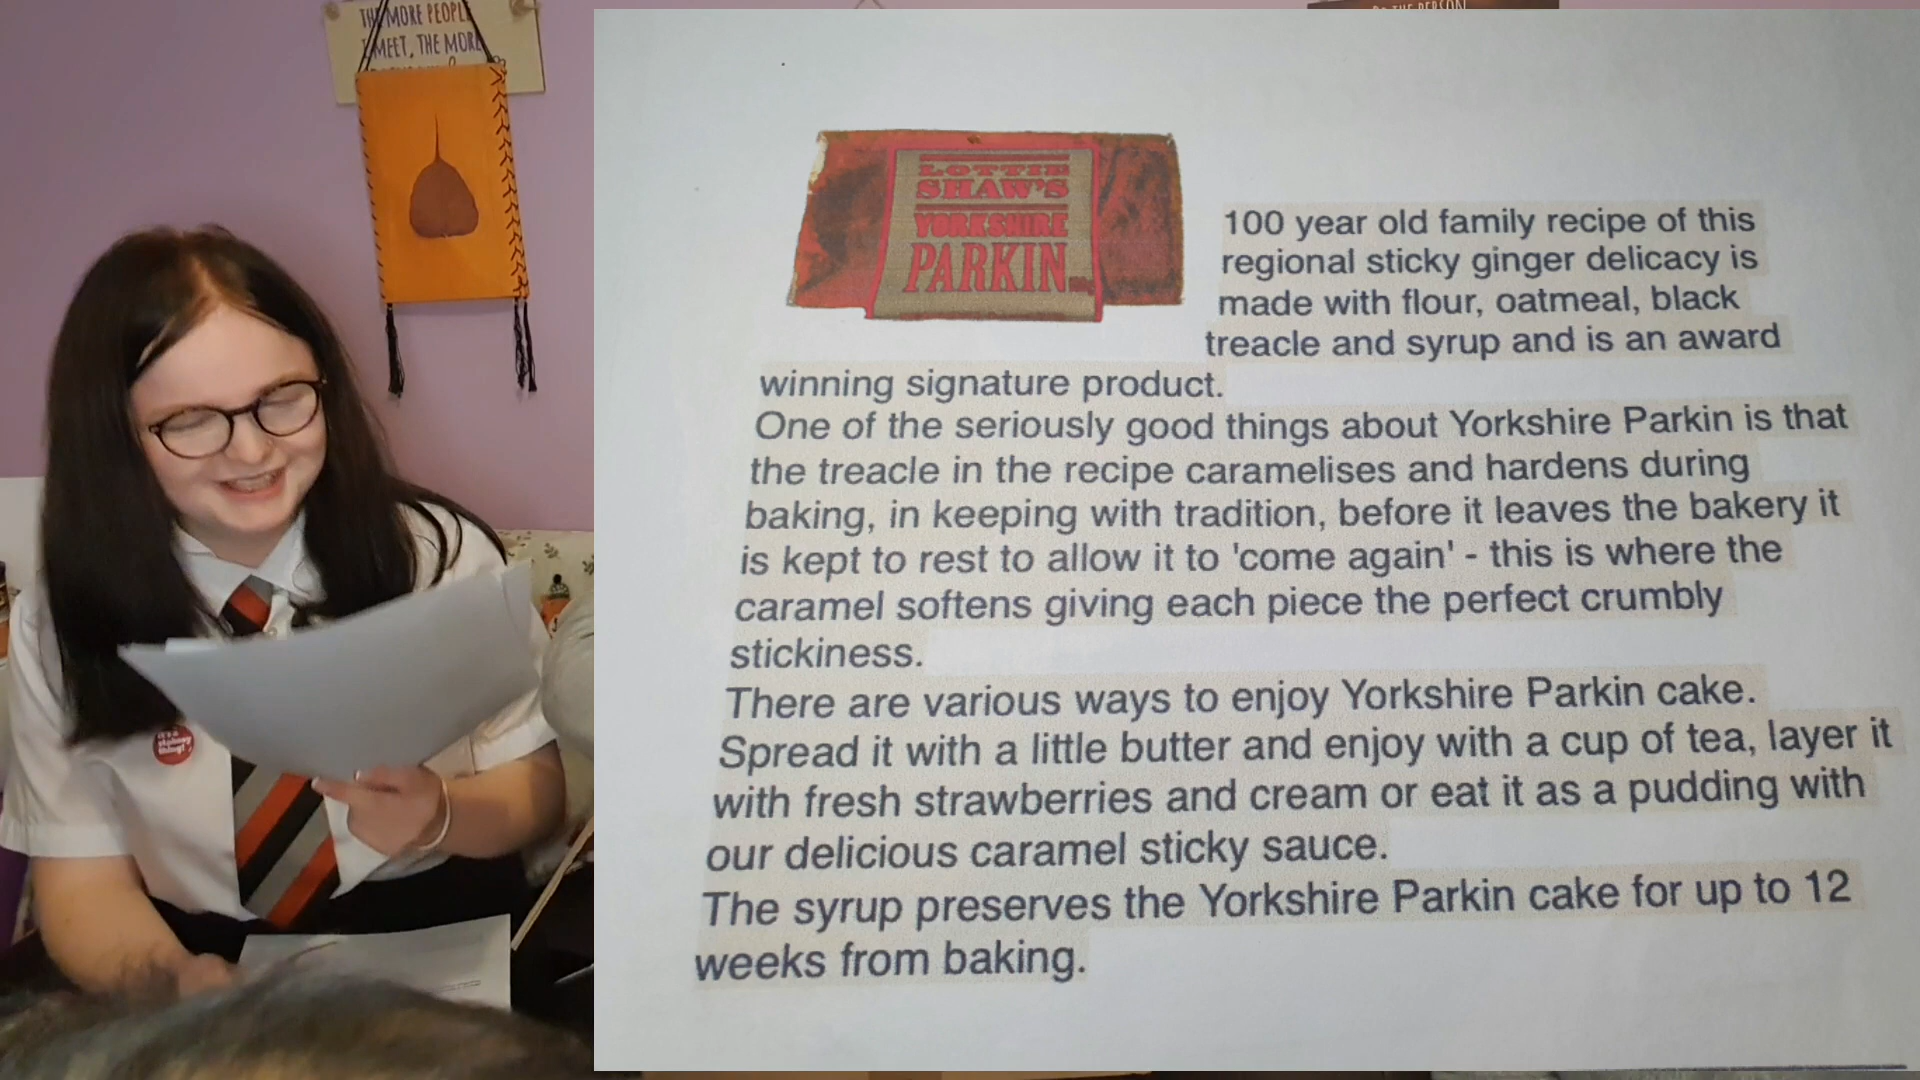 THE MORE PEOPLE
I MEET, THE MORE
THE PERSON
LOTTIE
SHAW'S
YORKSHIRE
PARKIN
100 year old family recipe of this
regional sticky ginger delicacy is
made with flour, oatmeal, black
treacle and syrup and is an award
winning signature product.
One of the seriously good things about Yorkshire Parkin is that
the treacle in the recipe caramelises and hardens during
baking, in keeping with tradition, before it leaves the bakery it
is kept to rest to allow it to 'come again' - this is where the
caramel softens giving each piece the perfect crumbly
stickiness.
There are various ways to enjoy Yorkshire Parkin cake.
Spread it with a little butter and enjoy with a cup of tea, layer it
with fresh strawberries and cream or eat it as a pudding with
our delicious caramel sticky sauce.
The syrup preserves the Yorkshire Parkin cake for up to 12
weeks from baking.
IT'S A
thing!